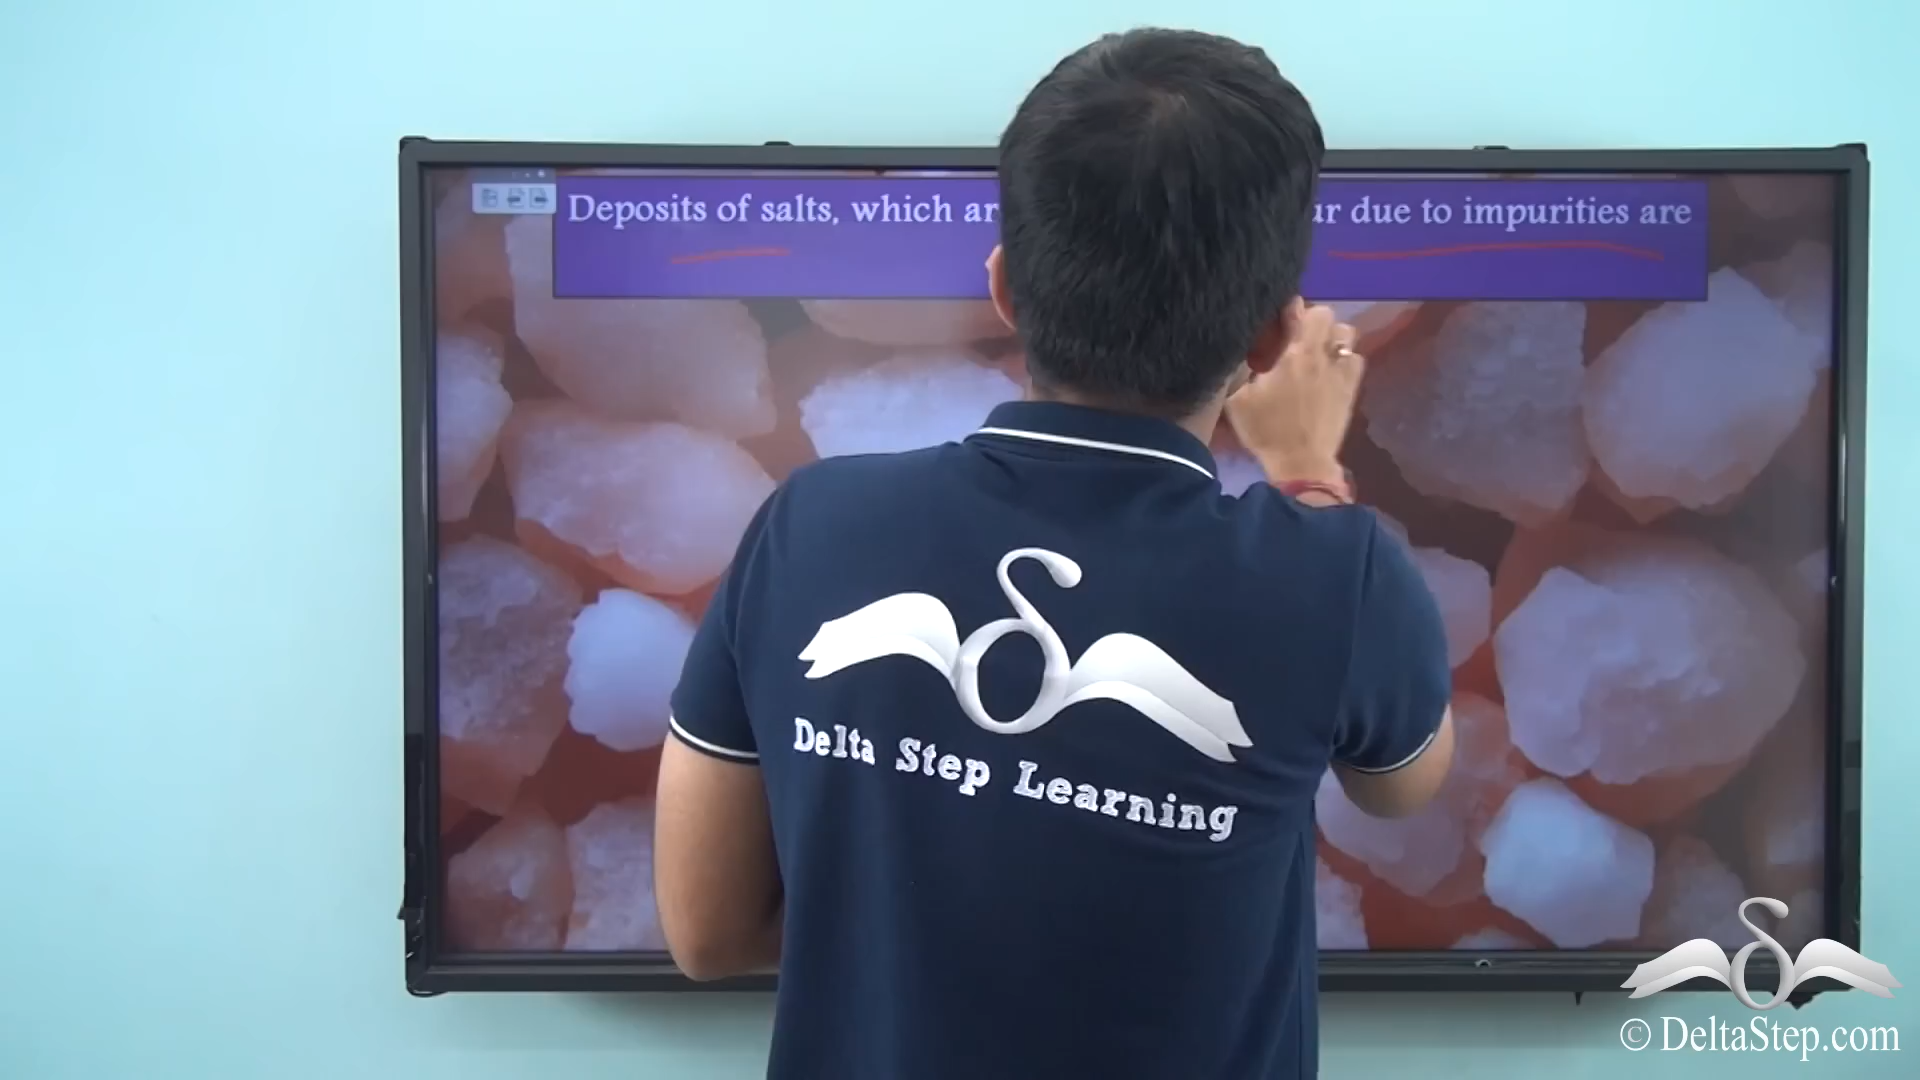 Deposits of salts, which ar ur due to impurities are
Delta Step Learning
© DeltaStep.com